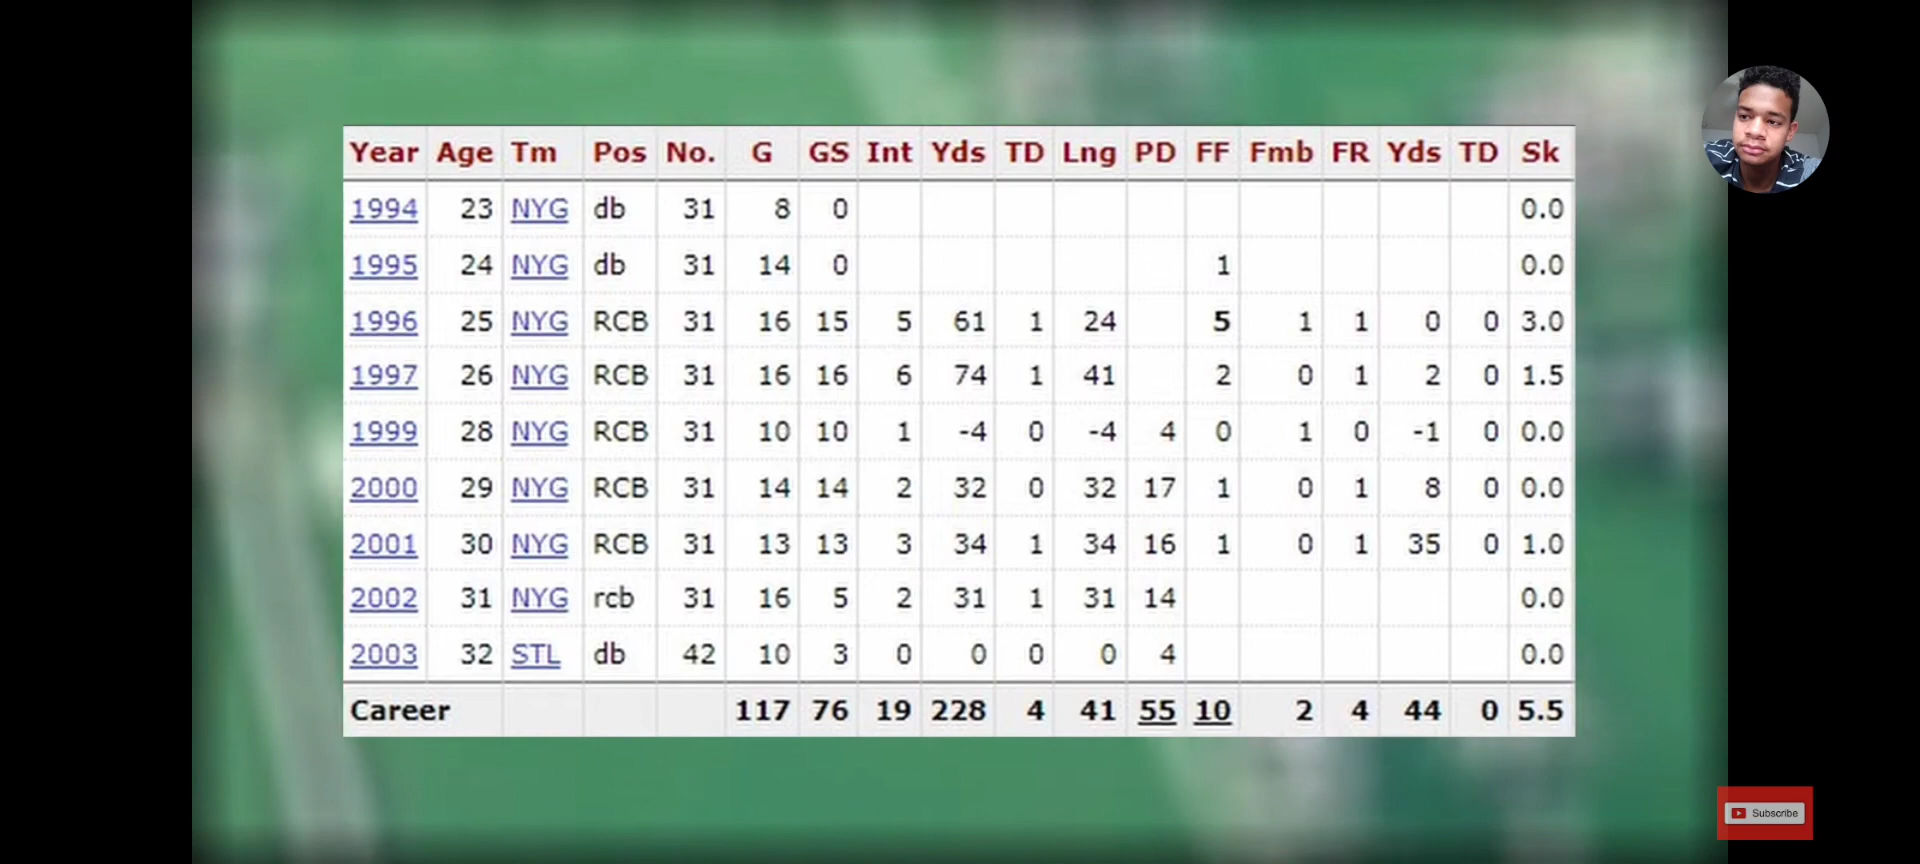 Year Age Tm Pos No. G GS Int Yds TD Lng PD FF Fmb FR Yds TD Sk
1994 23 NYG db 31 8 0 0.0
1995 24 NYG db 31 14 0 1 0.0
1996 25 NYG RCB 31 16 15 5 61 1 24 5 1 1 0 0 3.0
1997 26 NYG RCB 31 16 16 6 74 1 41 2 0 1 2 0 1.5
1999 28 NYG RCB 31 10 10 1 -4 0 -4 4 0 1 0 -1 0 0.0
2000 29 NYG RCB 31 14 14 2 32 0 32 17 1 0 1 8 0 0.0
2001 30 NYG RCB 31 13 13 3 34 1 34 16 1 0 1 35 0 1.0
2002 31 NYG rcb 31 16 5 2 31 1 31 14 0.0
2003 32 STL db 42 10 3 0 0 0 0 4 0.0
Career 117 76 19 228 4 41 55 10 2 4 44 0 5.5
Subscribe